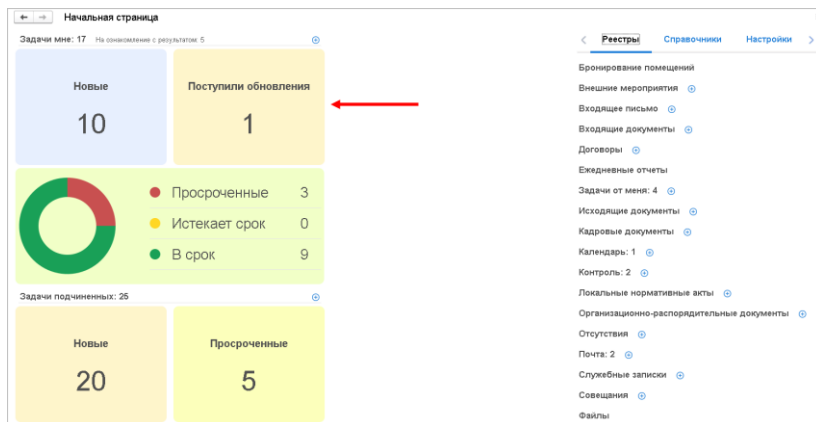 Начальная страница
Задачи мне: 17 На ознакомление с результатом: 5
Новые
10
Поступили обновления
1
Просроченные 3
Истекает срок 0
В срок 9
Задачи подчиненных: 25
Новые
20
Просроченные
5
Реестры Справочники Настройки
Бронирование помещений
Внешние мероприятия
Входящее письмо
Входящие документы
Договоры
Ежедневные отчеты
Задачи от меня: 4
Исходящие документы
Кадровые документы
Календарь: 1
Контроль: 2
Локальные нормативные акты
Организационно-распорядительные документы
Отсутствия
Почта: 2
Служебные записки
Совещания
Файлы